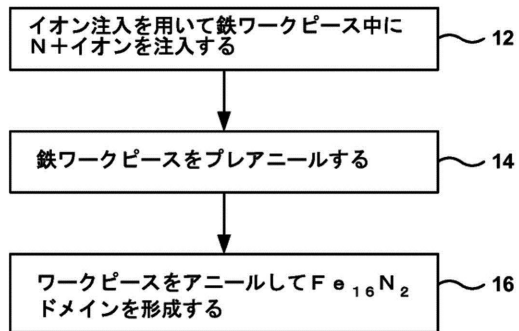 イオン注入を用いて鉄ワークピース中に
N+イオンを注入する
12
鉄ワークピースをプレアニールする
14
ワークピースをアニールしてFe₁₆N₂
ドメインを形成する
16